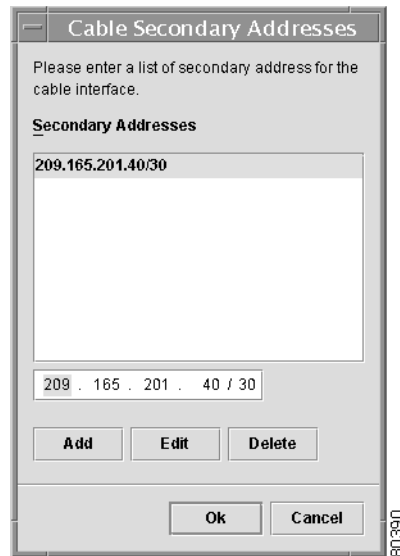 Cable Secondary Addresses
Please enter a list of secondary address for the
cable interface.
Secondary Addresses
209.165.201.40/30
209 . 165 . 201 . 40 / 30
Add Edit Delete
Ok Cancel
80390